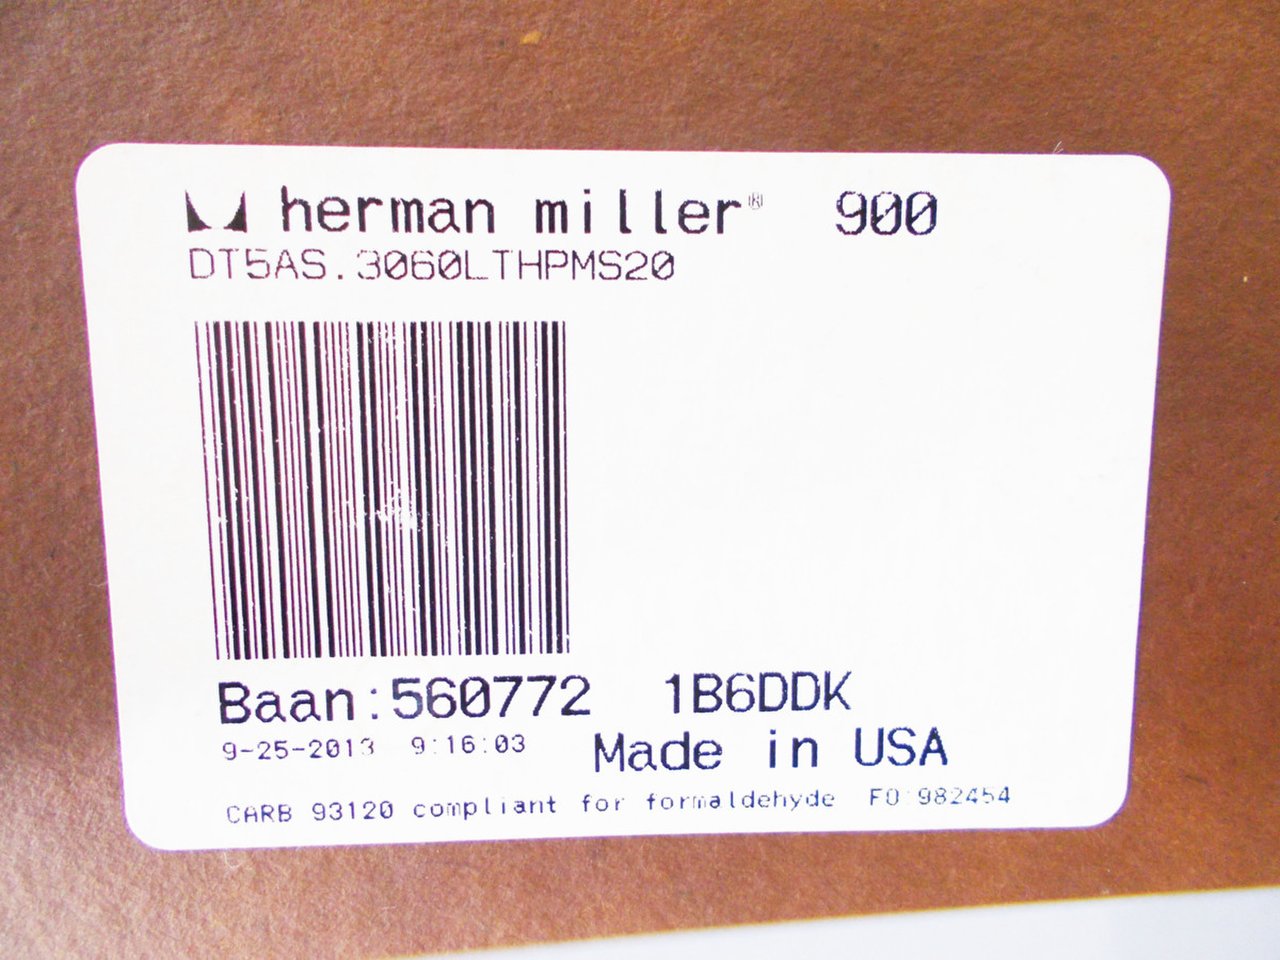 herman miller® 900
DT5AS.3060LTHPMS20
Baan:560772 1B6DDK
9-25-2013 9:16:03 Made in USA
CARB 93120 compliant for formaldehyde FO:982454